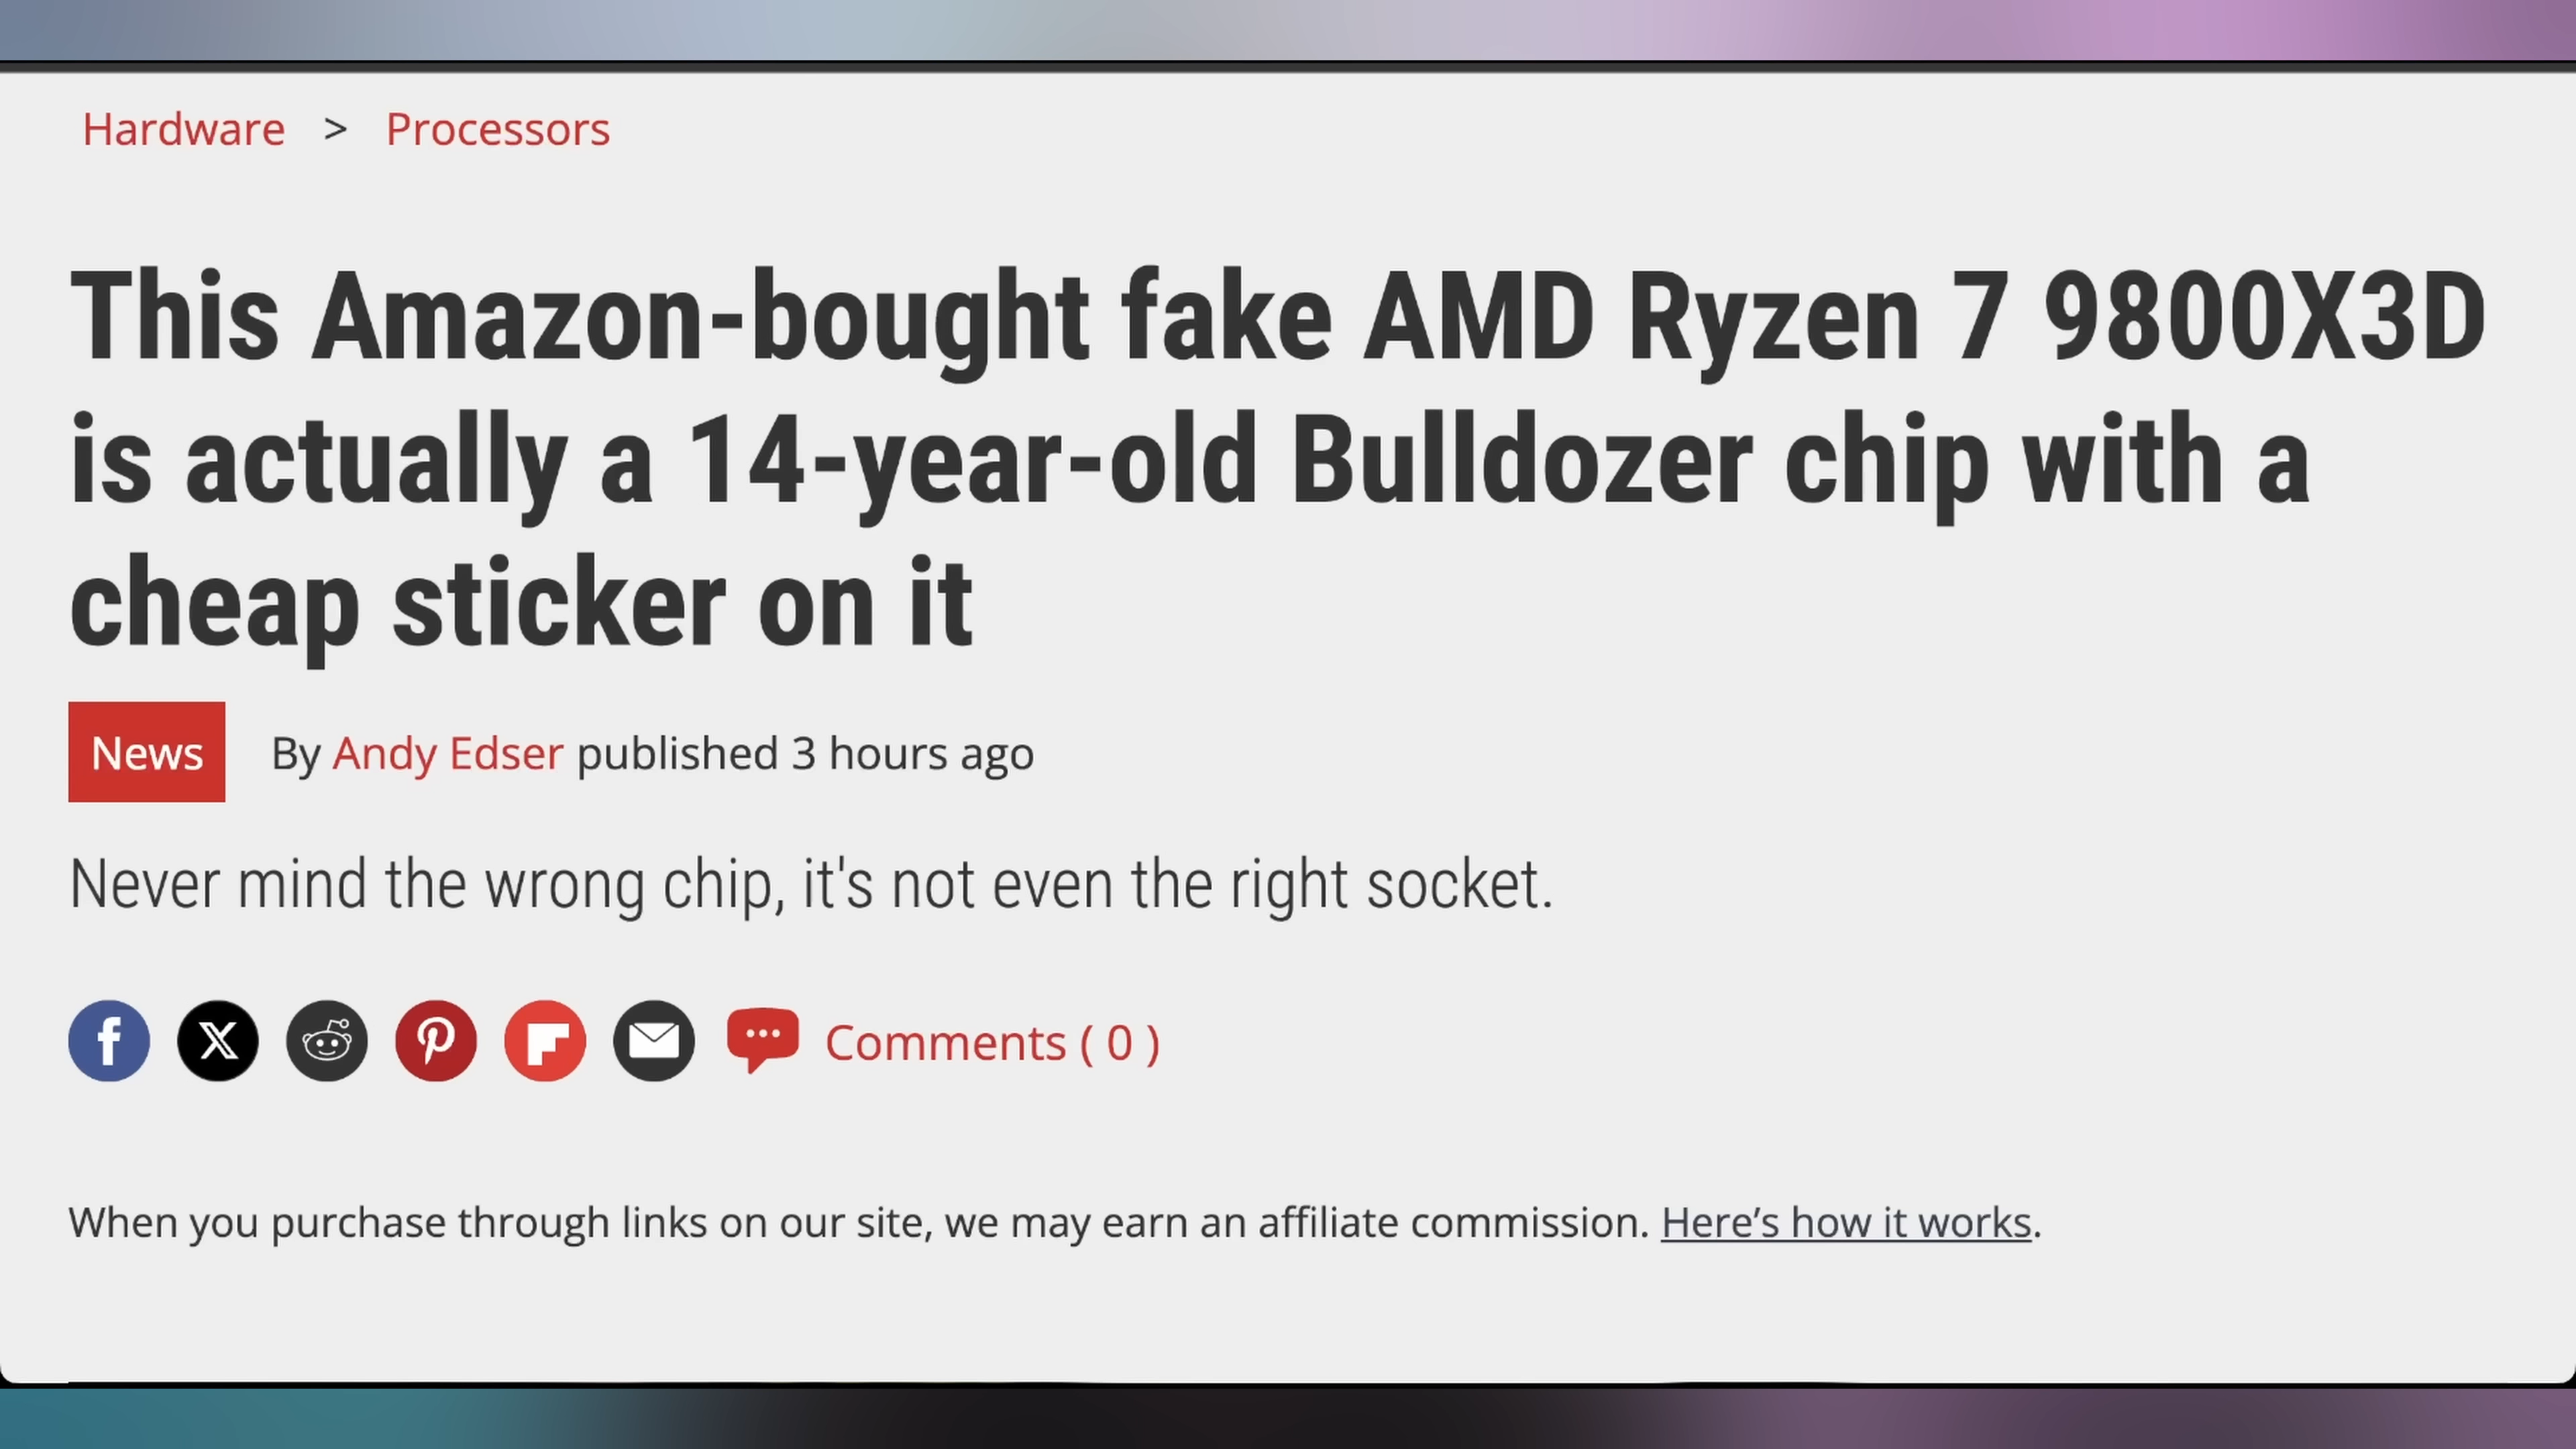 Hardware > Processors
This Amazon-bought fake AMD Ryzen 7 9800X3D
is actually a 14-year-old Bulldozer chip with a
cheap sticker on it
News By Andy Edser published 3 hours ago
Never mind the wrong chip, it's not even the right socket.
Comments ( 0 )
When you purchase through links on our site, we may earn an affiliate commission. Here’s how it works.